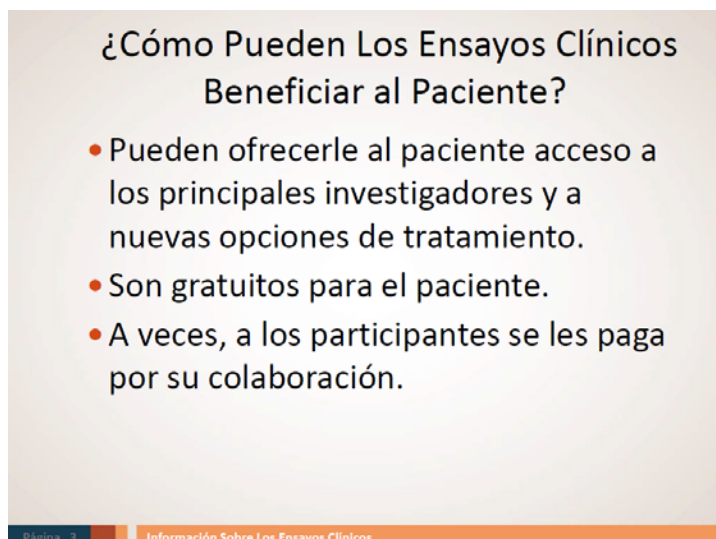 ¿Cómo Pueden Los Ensayos Clínicos
Beneficiar al Paciente?
• Pueden ofrecerle al paciente acceso a
los principales investigadores y a
nuevas opciones de tratamiento.
• Son gratuitos para el paciente.
• A veces, a los participantes se les paga
por su colaboración.
Página 3
Información Sobre Los Ensayos Clínicos